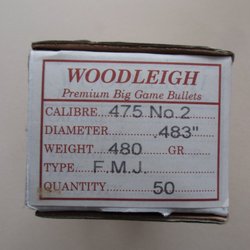 WOODLEIGH
Premium Big Game Bullets
CALIBRE....475 No.2
DIAMETER .483"
WEIGHT....480 GR
TYPE......F.M.J.
QUANTITY 50